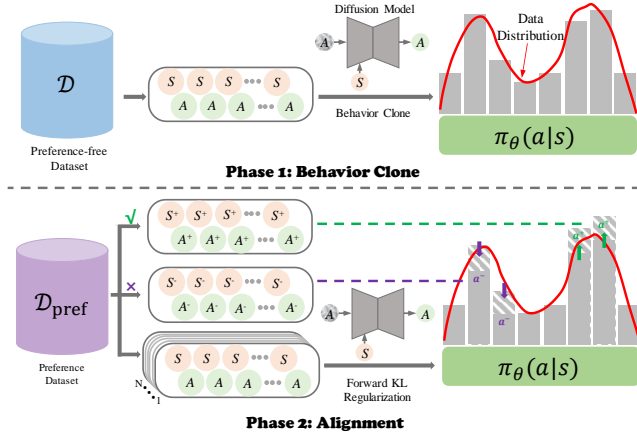 Diffusion Model
A
A
S
Data
Distribution
D
S S S S
A A A A
Behavior Clone
π_θ(a|s)
Preference-free
Dataset
Phase 1: Behavior Clone
√
S⁺ S⁺ S⁺ S⁺
A⁺ A⁺ A⁺ A⁺
a⁺ a⁺
×
S⁻ S⁻ S⁻ S⁻
A⁻ A⁻ A⁻ A⁻
a⁻ a⁻
D_pref
A
A
S
S S S S
A A A A
N
1
Forward KL
Regularization
π_θ(a|s)
Preference
Dataset
Phase 2: Alignment